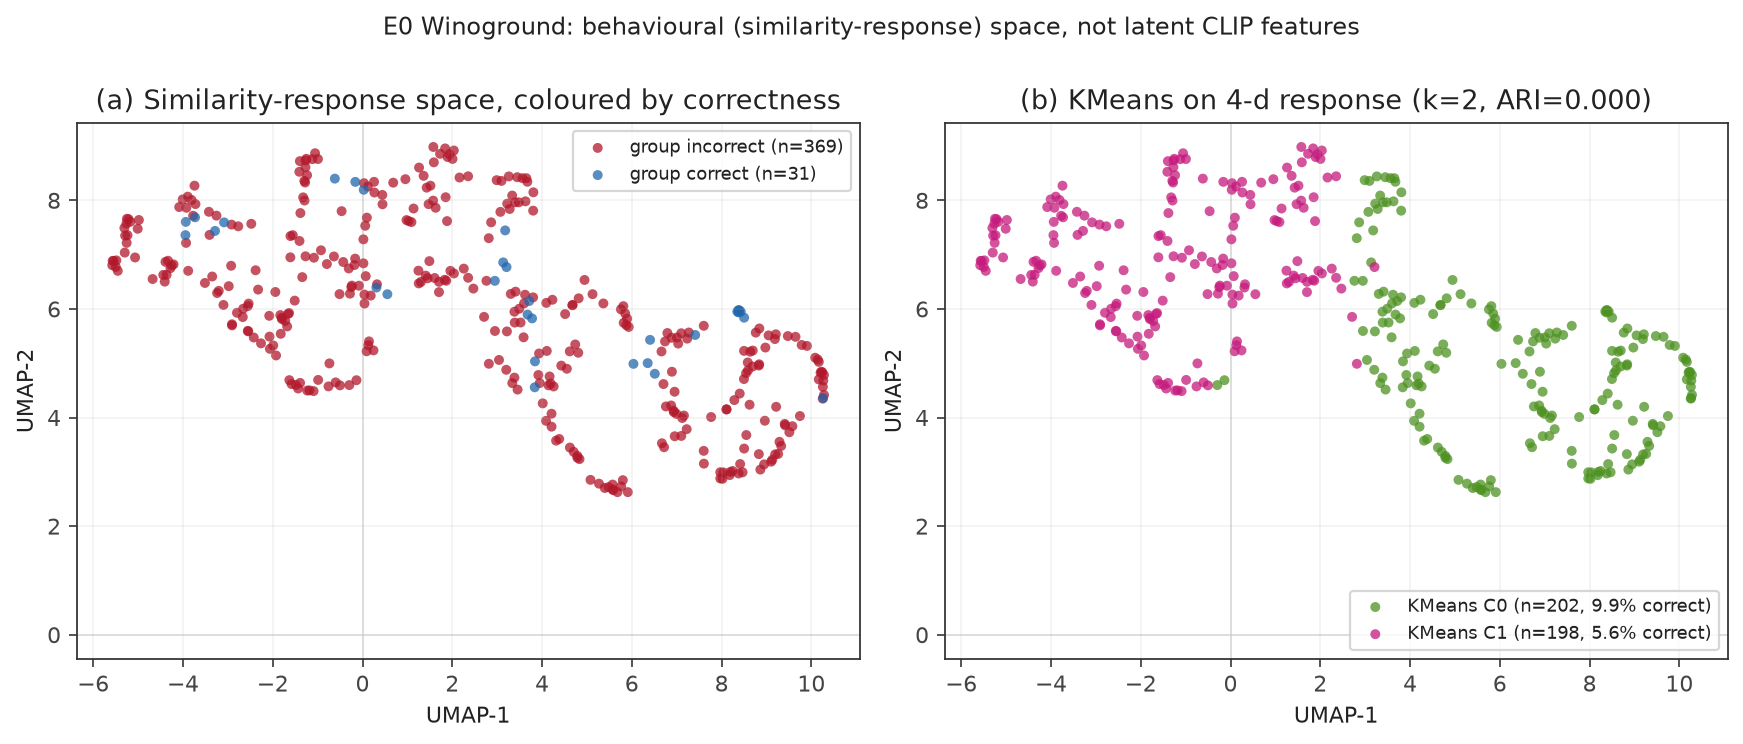 E0 Winoground: behavioural (similarity-response) space, not latent CLIP features
(a) Similarity-response space, coloured by correctness
group incorrect (n=369)
group correct (n=31)
8
6
4
2
0
UMAP-2
−6 −4 −2 0 2 4 6 8 10
UMAP-1
(b) KMeans on 4-d response (k=2, ARI=0.000)
8
6
4
2
0
UMAP-2
KMeans C0 (n=202, 9.9% correct)
KMeans C1 (n=198, 5.6% correct)
−6 −4 −2 0 2 4 6 8 10
UMAP-1